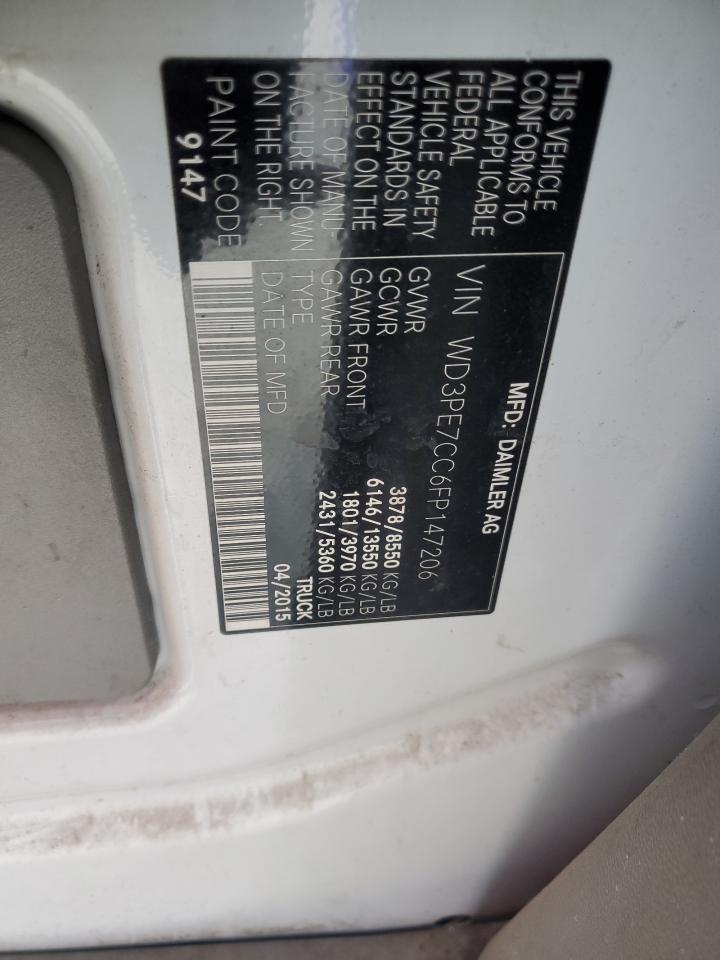 MFD: DAIMLER AG
VIN WD3PE7CC6FP147206
THIS VEHICLE
CONFORMS TO
ALL APPLICABLE
FEDERAL
VEHICLE SAFETY
STANDARDS IN
EFFECT ON THE
DATE OF MANU-
FACTURE SHOWN
ON THE RIGHT
PAINT CODE
9147
GVWR 3878/8550 KG/LB
GCWR 6146/13550 KG/LB
GAWR FRONT 1801/3970 KG/LB
GAWR REAR 2431/5360 KG/LB
TYPE TRUCK
DATE OF MFD 04/2015